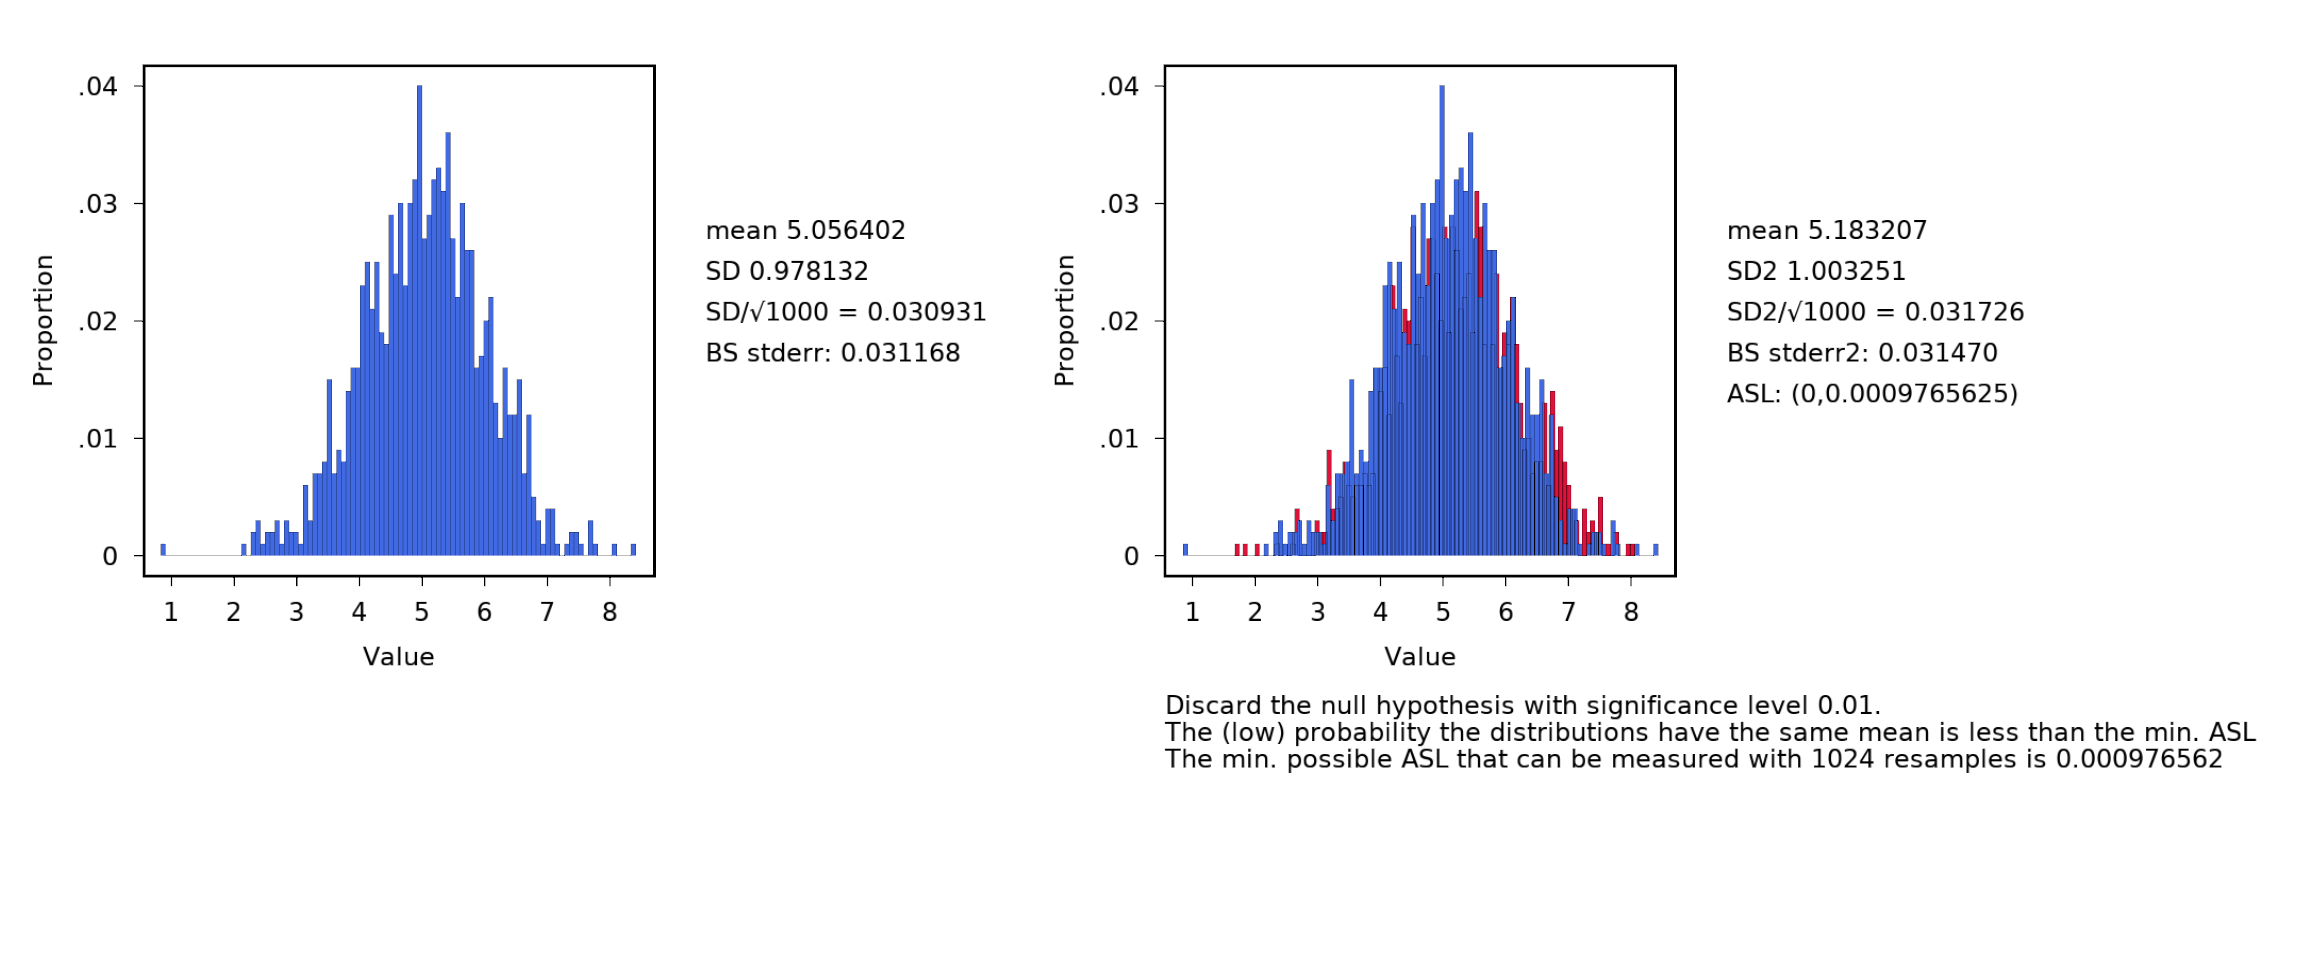 .04
.03
.02
.01
0
Proportion
1 2 3 4 5 6 7 8
Value
mean 5.056402
SD 0.978132
SD/√1000 = 0.030931
BS stderr: 0.031168
.04
.03
.02
.01
0
Proportion
1 2 3 4 5 6 7 8
Value
mean 5.183207
SD2 1.003251
SD2/√1000 = 0.031726
BS stderr2: 0.031470
ASL: (0,0.0009765625)
Discard the null hypothesis with significance level 0.01.
The (low) probability the distributions have the same mean is less than the min. ASL
The min. possible ASL that can be measured with 1024 resamples is 0.000976562